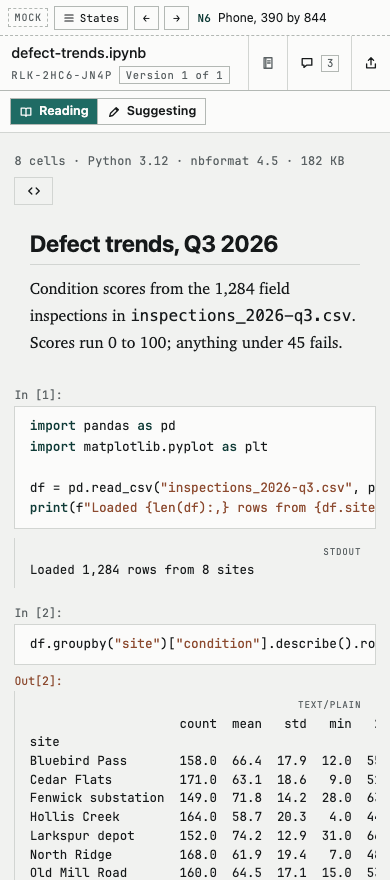 MOCK States ← → N6 Phone, 390 by 844
defect-trends.ipynb
RLK-2HC6-JN4P Version 1 of 1
3
Reading Suggesting
8 cells · Python 3.12 · nbformat 4.5 · 182 KB
<>
Defect trends, Q3 2026
Condition scores from the 1,284 field
inspections in inspections_2026-q3.csv.
Scores run 0 to 100; anything under 45 fails.
In [1]:
import pandas as pd
import matplotlib.pyplot as plt
df = pd.read_csv("inspections_2026-q3.csv", p
print(f"Loaded {len(df):,} rows from {df.site
STDOUT
Loaded 1,284 rows from 8 sites
In [2]:
df.groupby("site")["condition"].describe().ro
Out[2]:
TEXT/PLAIN
count mean std min
site
Bluebird Pass 158.0 66.4 17.9 12.0 55
Cedar Flats 171.0 63.1 18.6 9.0
Fenwick substation 149.0 71.8 14.2 28.0
Hollis Creek 164.0 58.7 20.3 4.0
Larkspur depot 152.0 74.2 12.9 31.0
North Ridge 168.0 61.9 19.4 7.0
Old Mill Road 160.0 64.5 17.1 15.0